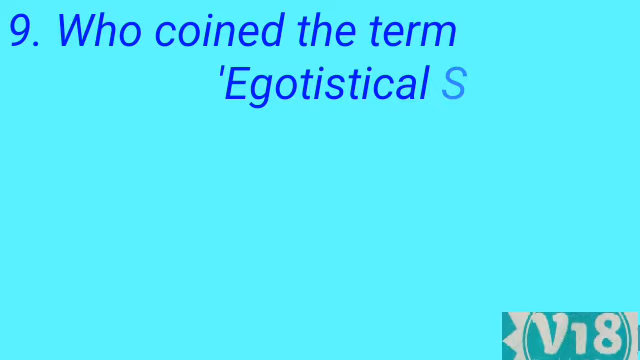 9. Who coined the term
'Egotistical S
V18